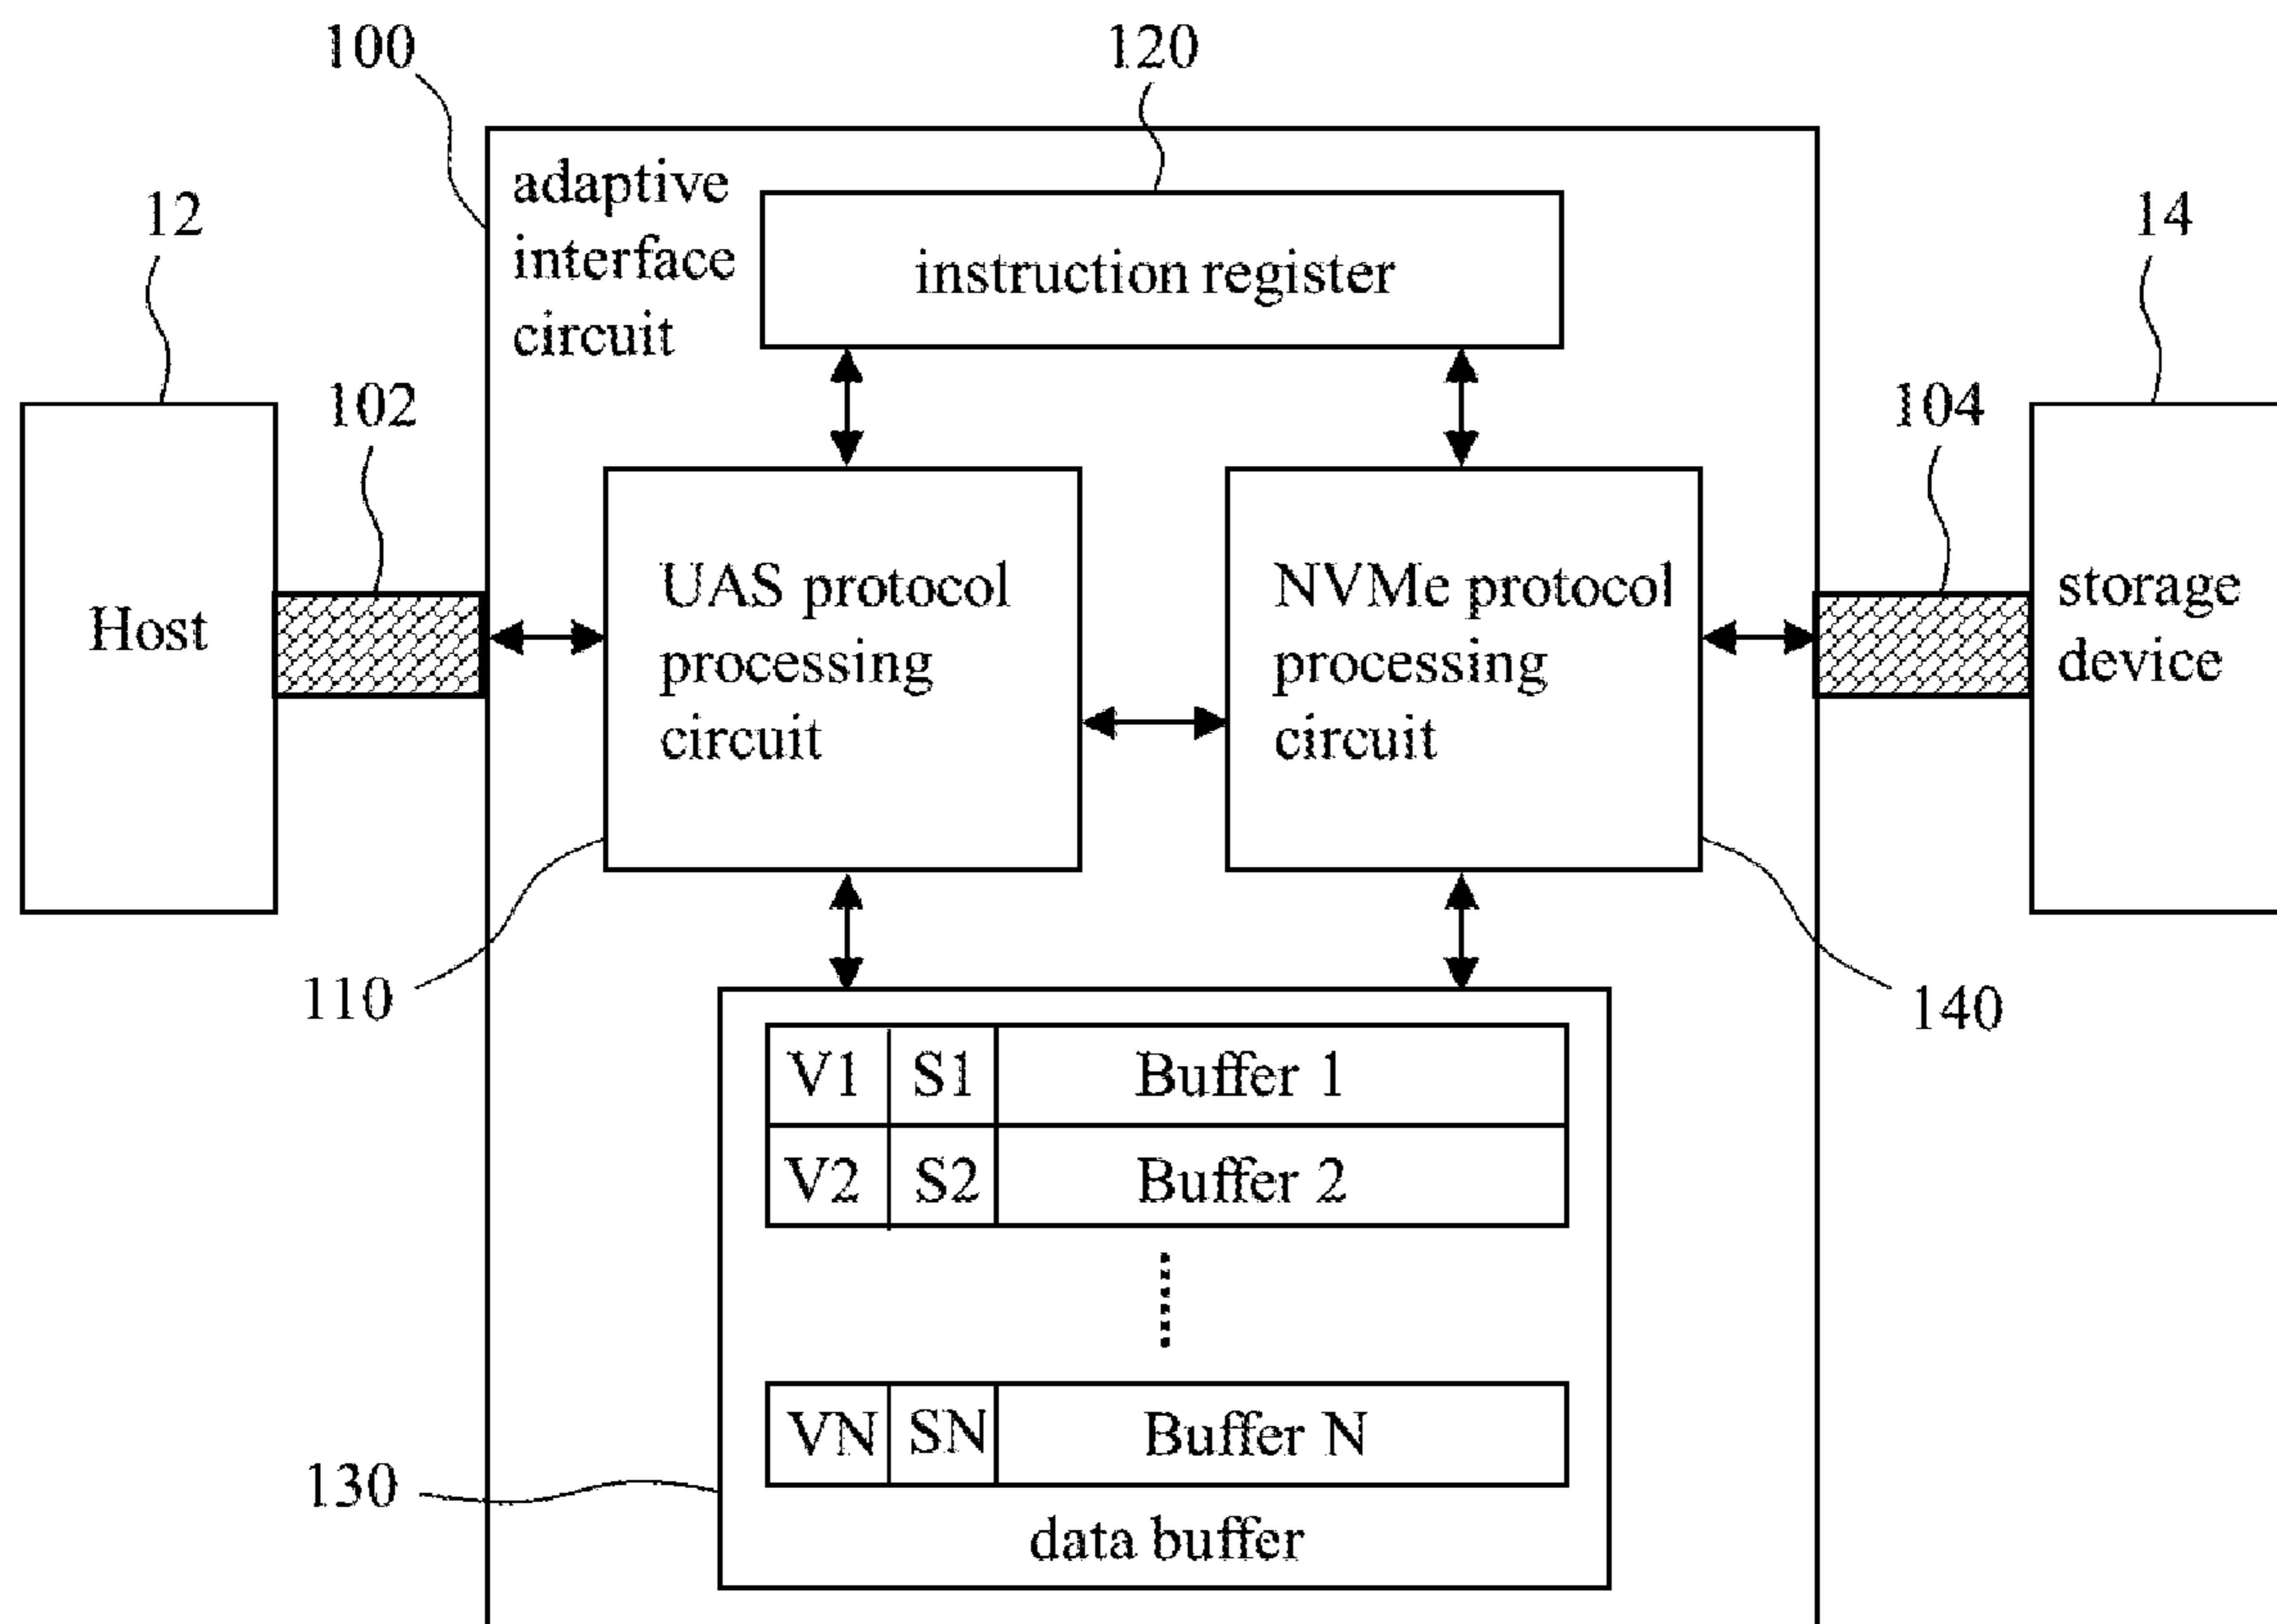 100
120
adaptive
interface
circuit
12
14
instruction register
102
104
Host
UAS protocol
processing
circuit
NVMe protocol
processing
circuit
storage
device
110
140
V1 S1 Buffer 1
V2 S2 Buffer 2
VN SN Buffer N
130
data buffer